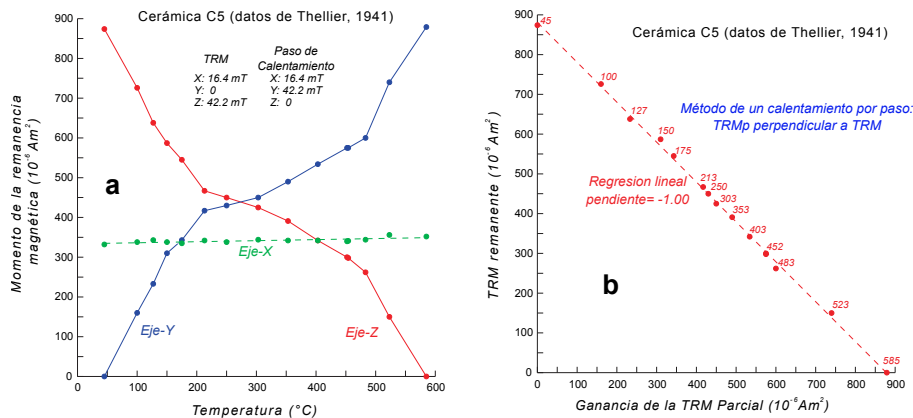 Cerámica C5 (datos de Thellier, 1941)
900
800
700
600
500
400
300
200
100
0
Momento de la remanencia
magnética (10⁻⁶ Am²)
TRM
X: 16.4 mT
Y: 0
Z: 42.2 mT
Paso de
Calentamiento
X: 16.4 mT
Y: 42.2 mT
Z: 0
a
Eje-X
Eje-Y
Eje-Z
0 100 200 300 400 500 600
Temperatura (°C)
Cerámica C5 (datos de Thellier, 1941)
900
800
700
600
500
400
300
200
100
0
TRM remanente (10⁻⁶ Am²)
45
100
127
150
175
213
250
303
353
403
452
483
523
585
Método de un calentamiento por paso:
TRMp perpendicular a TRM
Regresion lineal
pendiente= -1.00
b
0 100 200 300 400 500 600 700 800 900
Ganancia de la TRM Parcial (10⁻⁶Am²)